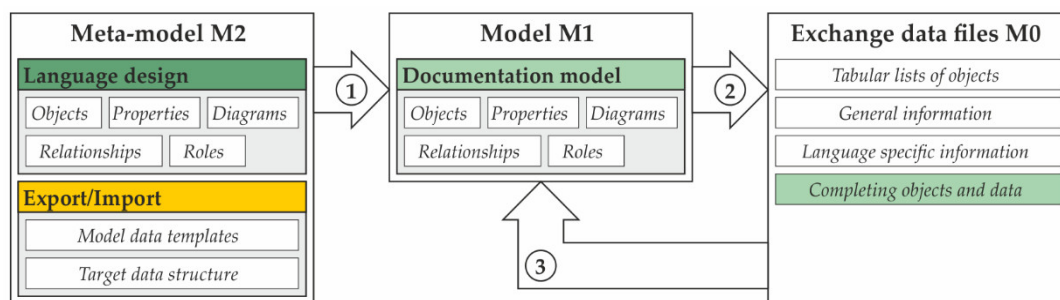 Meta-model M2
Language design
Objects
Properties
Diagrams
Relationships
Roles
Export/Import
Model data templates
Target data structure
1
Model M1
Documentation model
Objects
Properties
Diagrams
Relationships
Roles
2
Exchange data files M0
Tabular lists of objects
General information
Language specific information
Completing objects and data
3